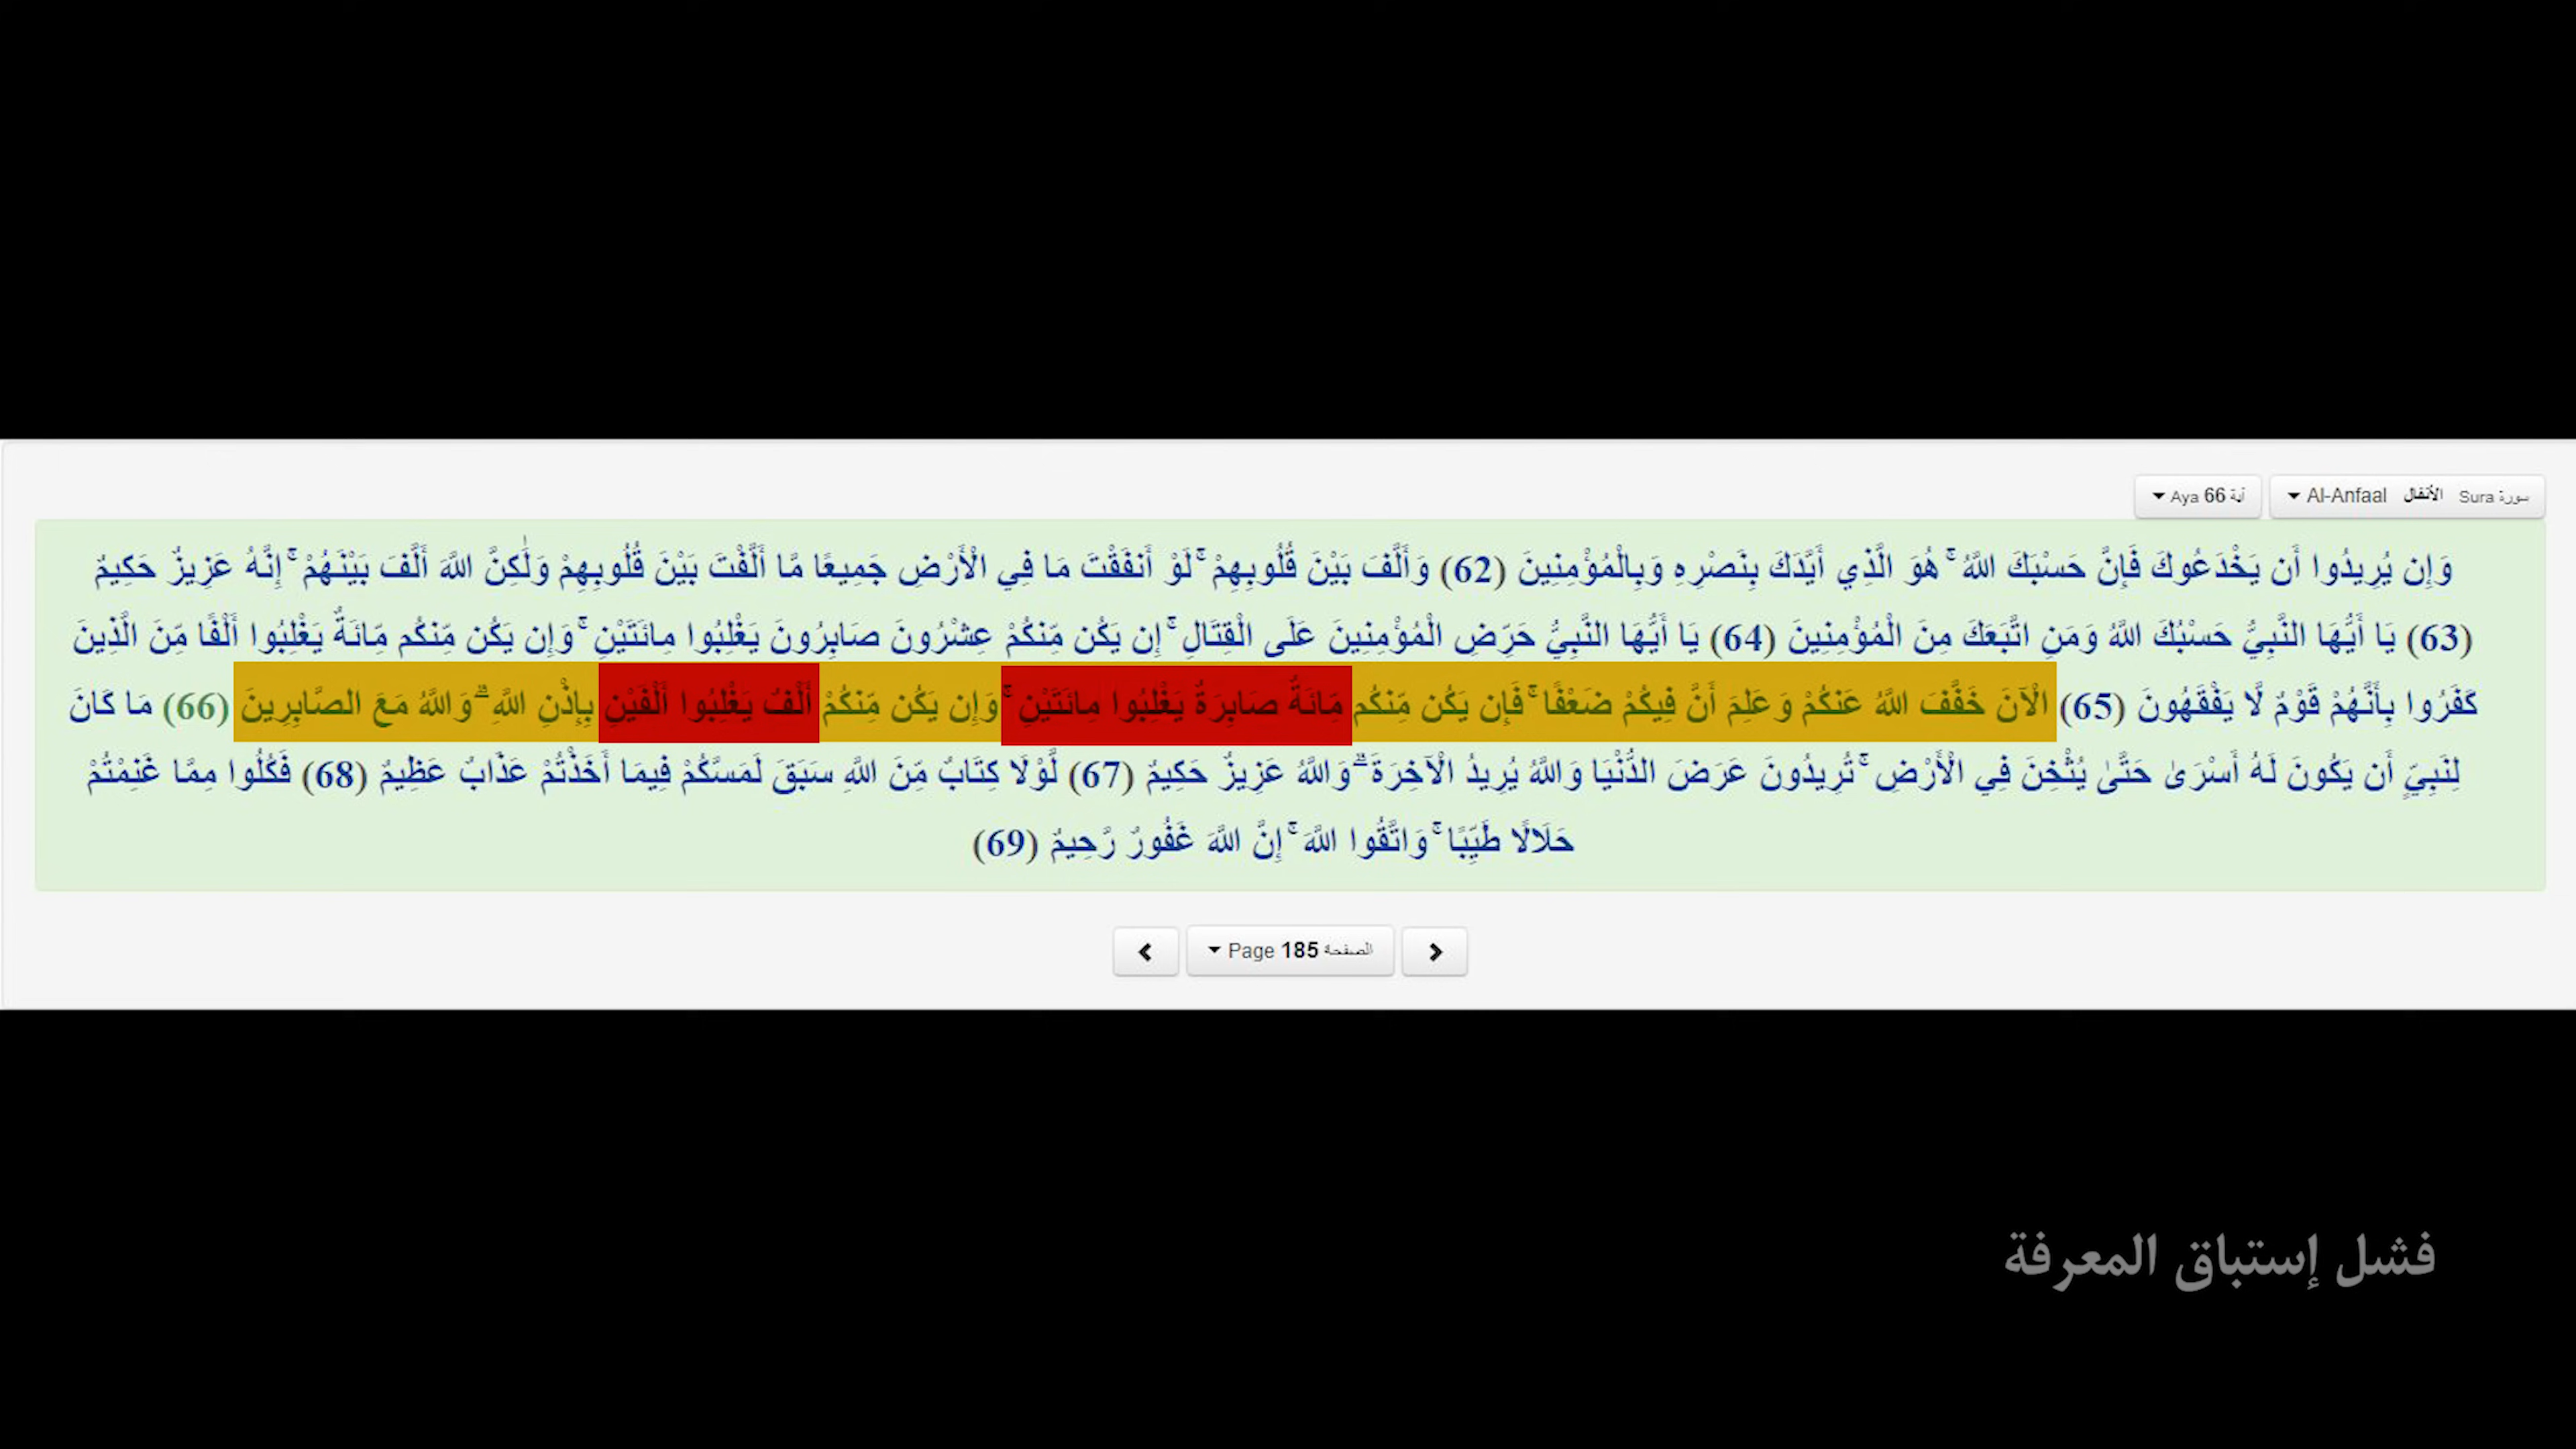 سورة Sura الأنفال Al-Anfaal آية 66 Aya
وَإِن يُرِيدُوا أَن يَخْدَعُوكَ فَإِنَّ حَسْبَكَ اللَّهُ ۚ هُوَ الَّذِي أَيَّدَكَ بِنَصْرِهِ وَبِالْمُؤْمِنِينَ (62) وَأَلَّفَ بَيْنَ قُلُوبِهِمْ ۚ لَوْ أَنفَقْتَ مَا فِي الْأَرْضِ جَمِيعًا مَّا أَلَّفْتَ بَيْنَ قُلُوبِهِمْ وَلَٰكِنَّ اللَّهَ أَلَّفَ بَيْنَهُمْ ۚ إِنَّهُ عَزِيزٌ حَكِيمٌ
(63) يَا أَيُّهَا النَّبِيُّ حَسْبُكَ اللَّهُ وَمَنِ اتَّبَعَكَ مِنَ الْمُؤْمِنِينَ (64) يَا أَيُّهَا النَّبِيُّ حَرِّضِ الْمُؤْمِنِينَ عَلَى الْقِتَالِ ۚ إِن يَكُن مِّنكُمْ عِشْرُونَ صَابِرُونَ يَغْلِبُوا مِائَتَيْنِ ۚ وَإِن يَكُن مِّنكُم مِّائَةٌ يَغْلِبُوا أَلْفًا مِّنَ الَّذِينَ
كَفَرُوا بِأَنَّهُمْ قَوْمٌ لَّا يَفْقَهُونَ (65) الْآنَ خَفَّفَ اللَّهُ عَنكُمْ وَعَلِمَ أَنَّ فِيكُمْ ضَعْفًا ۚ فَإِن يَكُن مِّنكُم مِّائَةٌ صَابِرَةٌ يَغْلِبُوا مِائَتَيْنِ ۚ وَإِن يَكُن مِّنكُمْ أَلْفٌ يَغْلِبُوا أَلْفَيْنِ بِإِذْنِ اللَّهِ ۗ وَاللَّهُ مَعَ الصَّابِرِينَ (66) مَا كَانَ
لِنَبِيٍّ أَن يَكُونَ لَهُ أَسْرَىٰ حَتَّىٰ يُثْخِنَ فِي الْأَرْضِ ۚ تُرِيدُونَ عَرَضَ الدُّنْيَا وَاللَّهُ يُرِيدُ الْآخِرَةَ ۗ وَاللَّهُ عَزِيزٌ حَكِيمٌ (67) لَّوْلَا كِتَابٌ مِّنَ اللَّهِ سَبَقَ لَمَسَّكُمْ فِيمَا أَخَذْتُمْ عَذَابٌ عَظِيمٌ (68) فَكُلُوا مِمَّا غَنِمْتُمْ
حَلَالًا طَيِّبًا ۚ وَاتَّقُوا اللَّهَ ۚ إِنَّ اللَّهَ غَفُورٌ رَّحِيمٌ (69)
الصفحة Page 185
فشل إستباق المعرفة